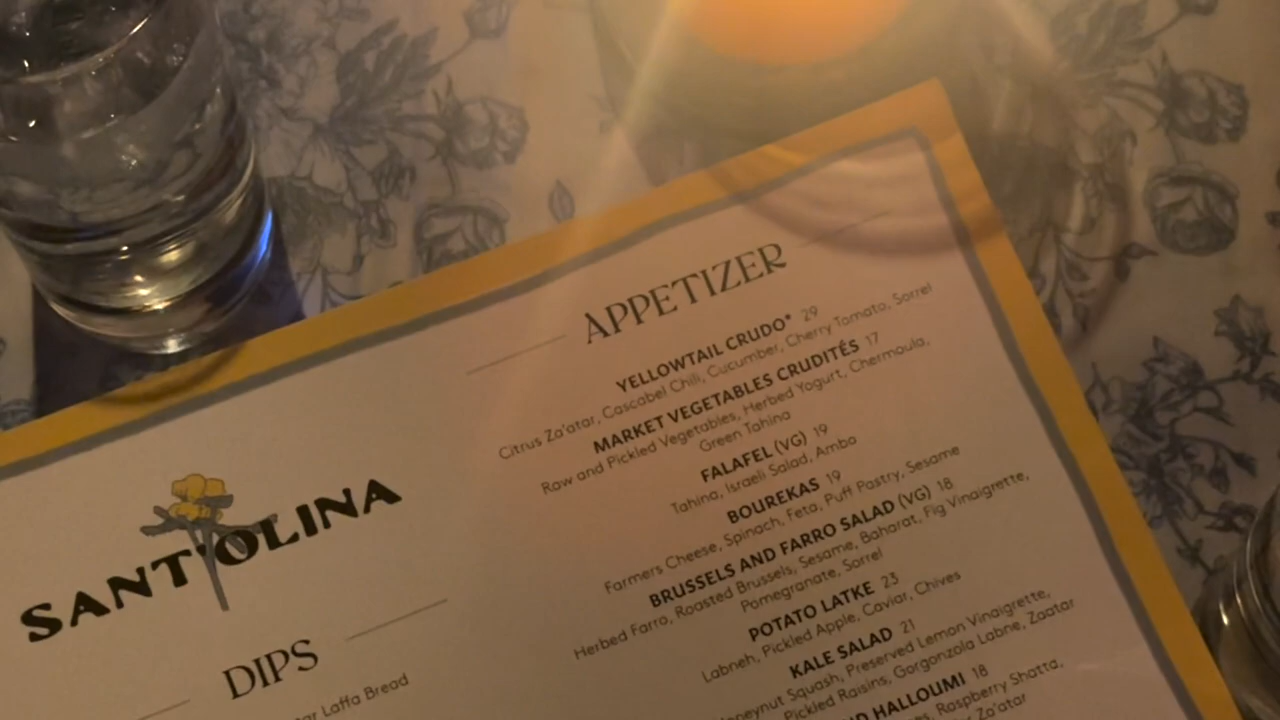 SANT'OLINA
DIPS
Laffa Bread
APPETIZER
YELLOWTAIL CRUDO* 29
Citrus Za'atar, Cascabel Chili, Cucumber, Cherry Tomato, Sorrel
MARKET VEGETABLES CRUDITÉS 17
Raw and Pickled Vegetables, Herbed Yogurt, Chermoula,
Green Tahina
FALAFEL (VG) 19
Tahina, Israeli Salad, Amba
BOUREKAS 19
Farmers Cheese, Spinach, Feta, Puff Pastry, Sesame
BRUSSELS AND FARRO SALAD (VG) 18
Herbed Farro, Roasted Brussels, Sesame, Baharat, Fig Vinaigrette,
Pomegranate, Sorrel
POTATO LATKE 23
Labneh, Pickled Apple, Caviar, Chives
KALE SALAD 21
Squash, Preserved Lemon Vinaigrette,
Pickled Raisins, Gorgonzola Labne, Zaatar
HALLOUMI 18
Raspberry Shatta,
Za'atar